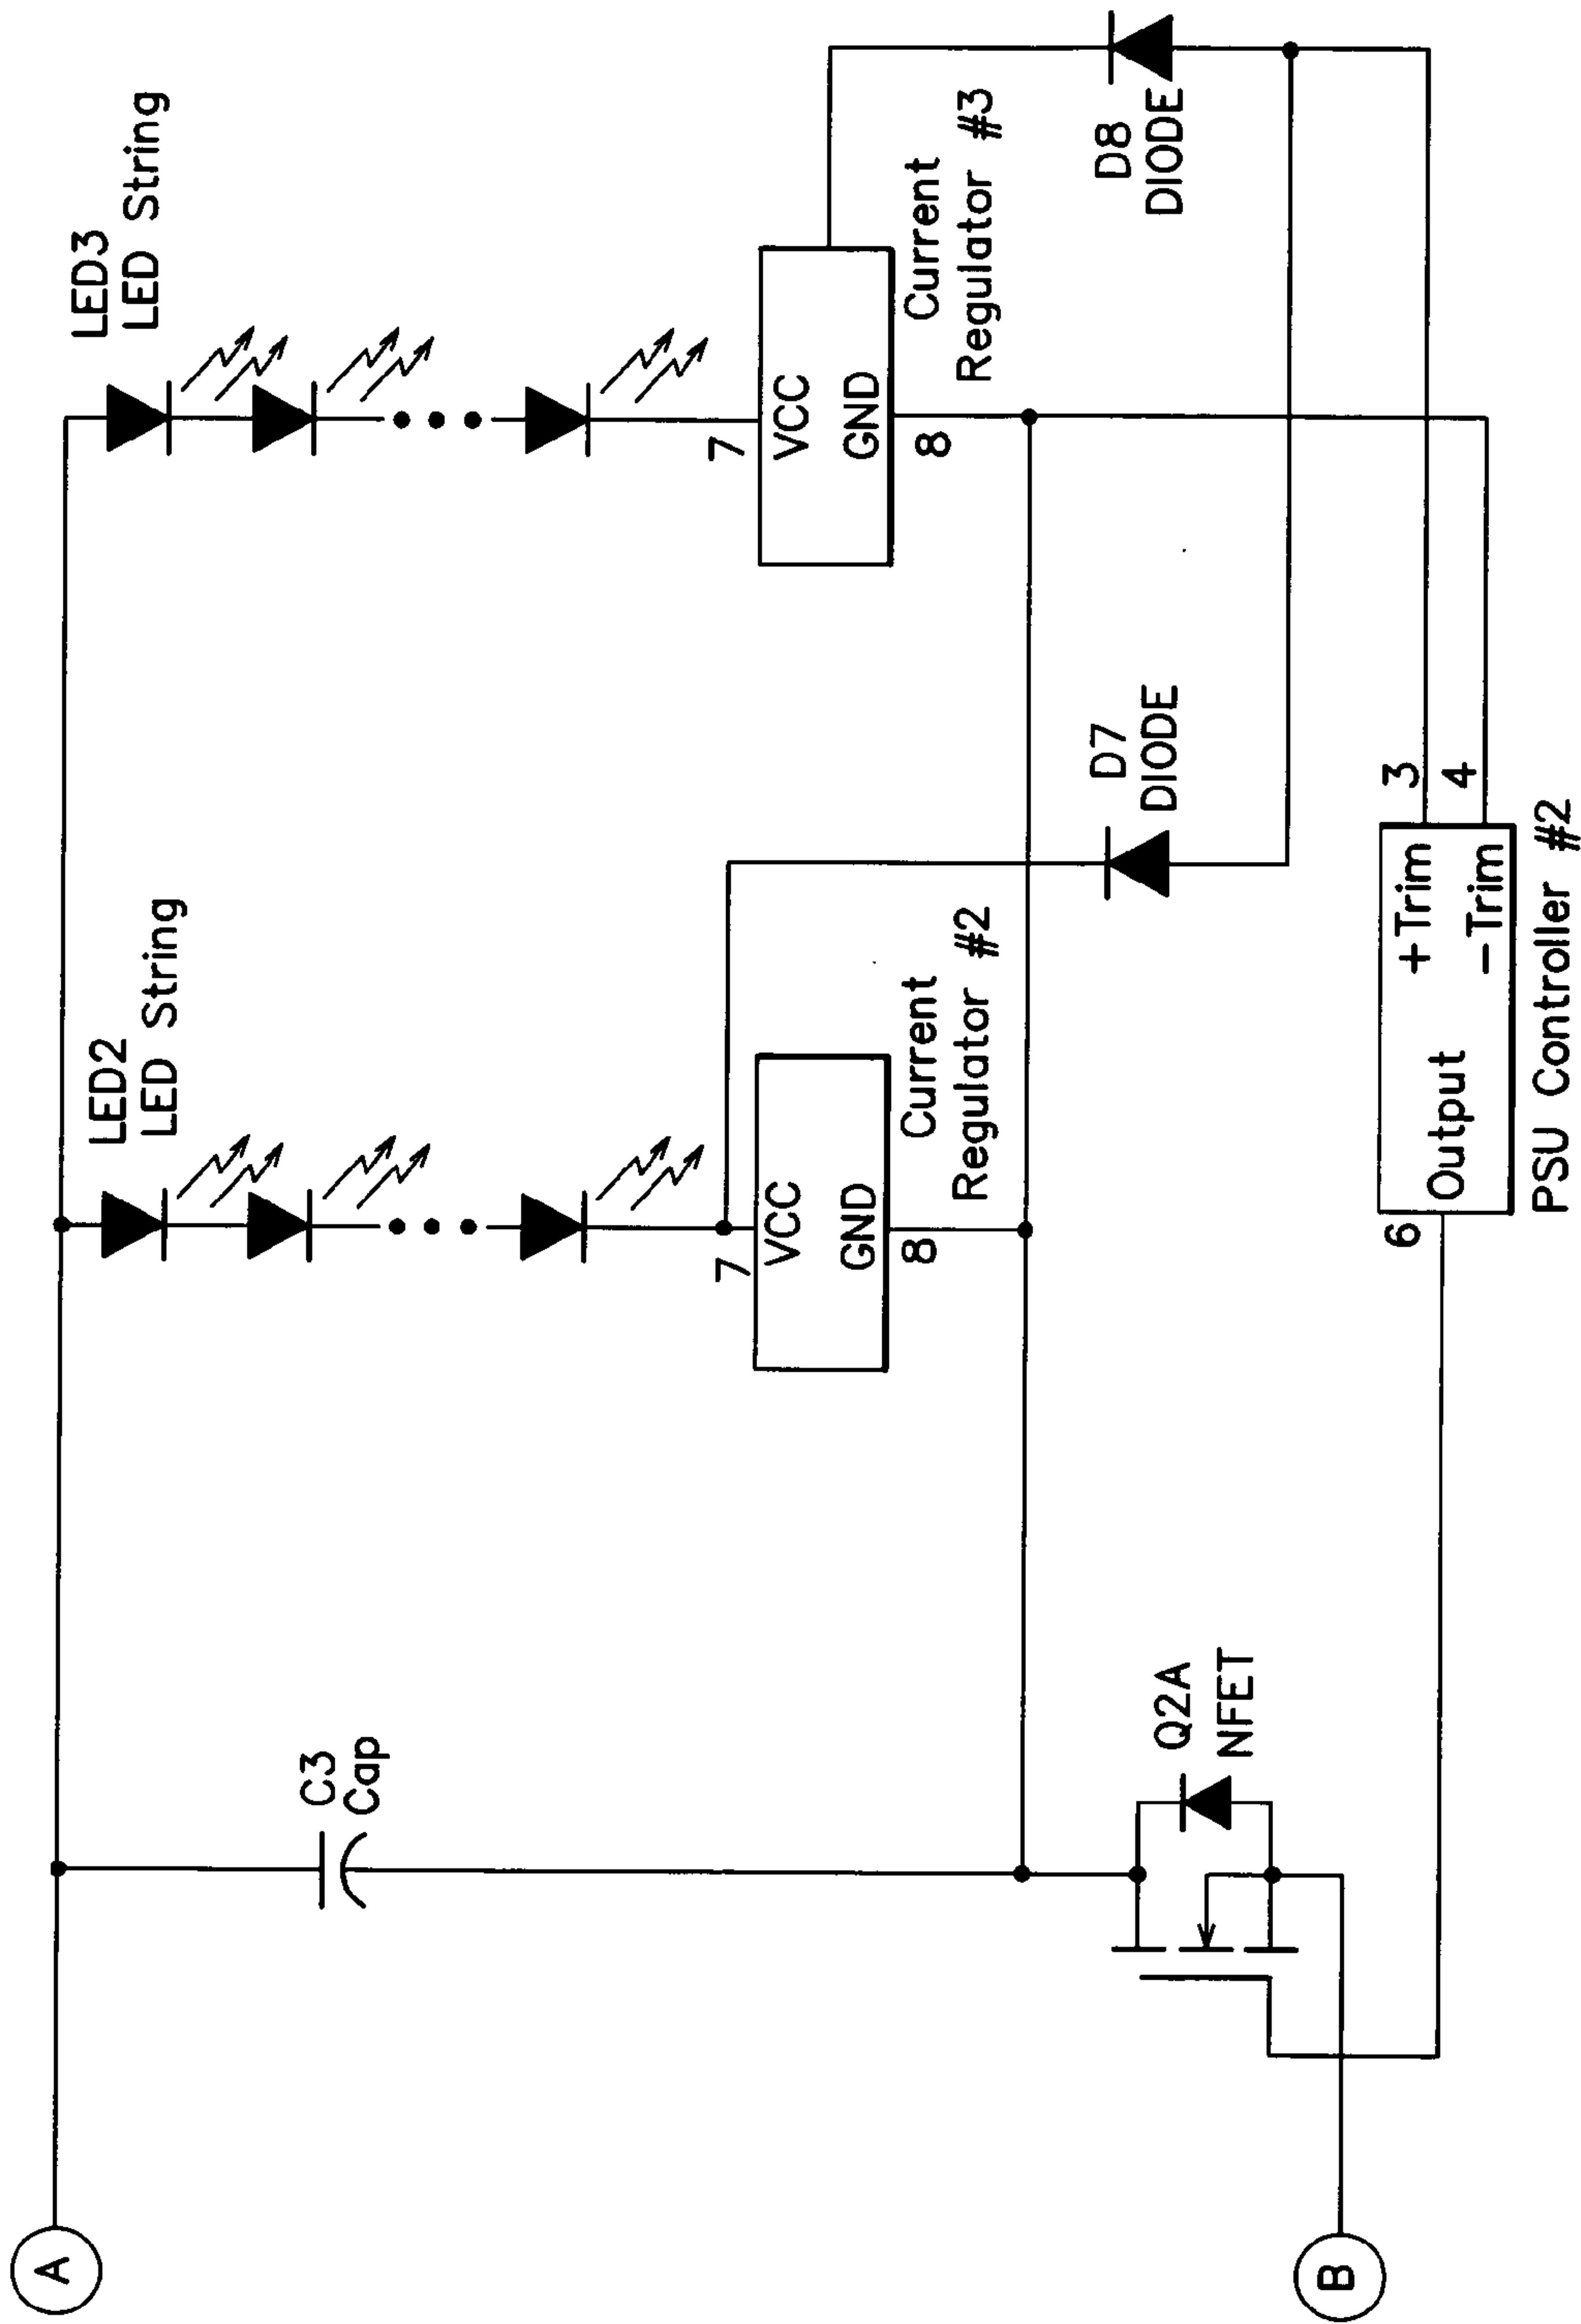 A
C3
Cap
LED2
LED String
7
VCC
GND
8
Current
Regulator #2
LED3
LED String
7
VCC
GND
8
Current
Regulator #3
D7
DIODE
D8
DIODE
Q2A
NFET
B
6
Output
+Trim
-Trim
3
4
PSU Controller #2